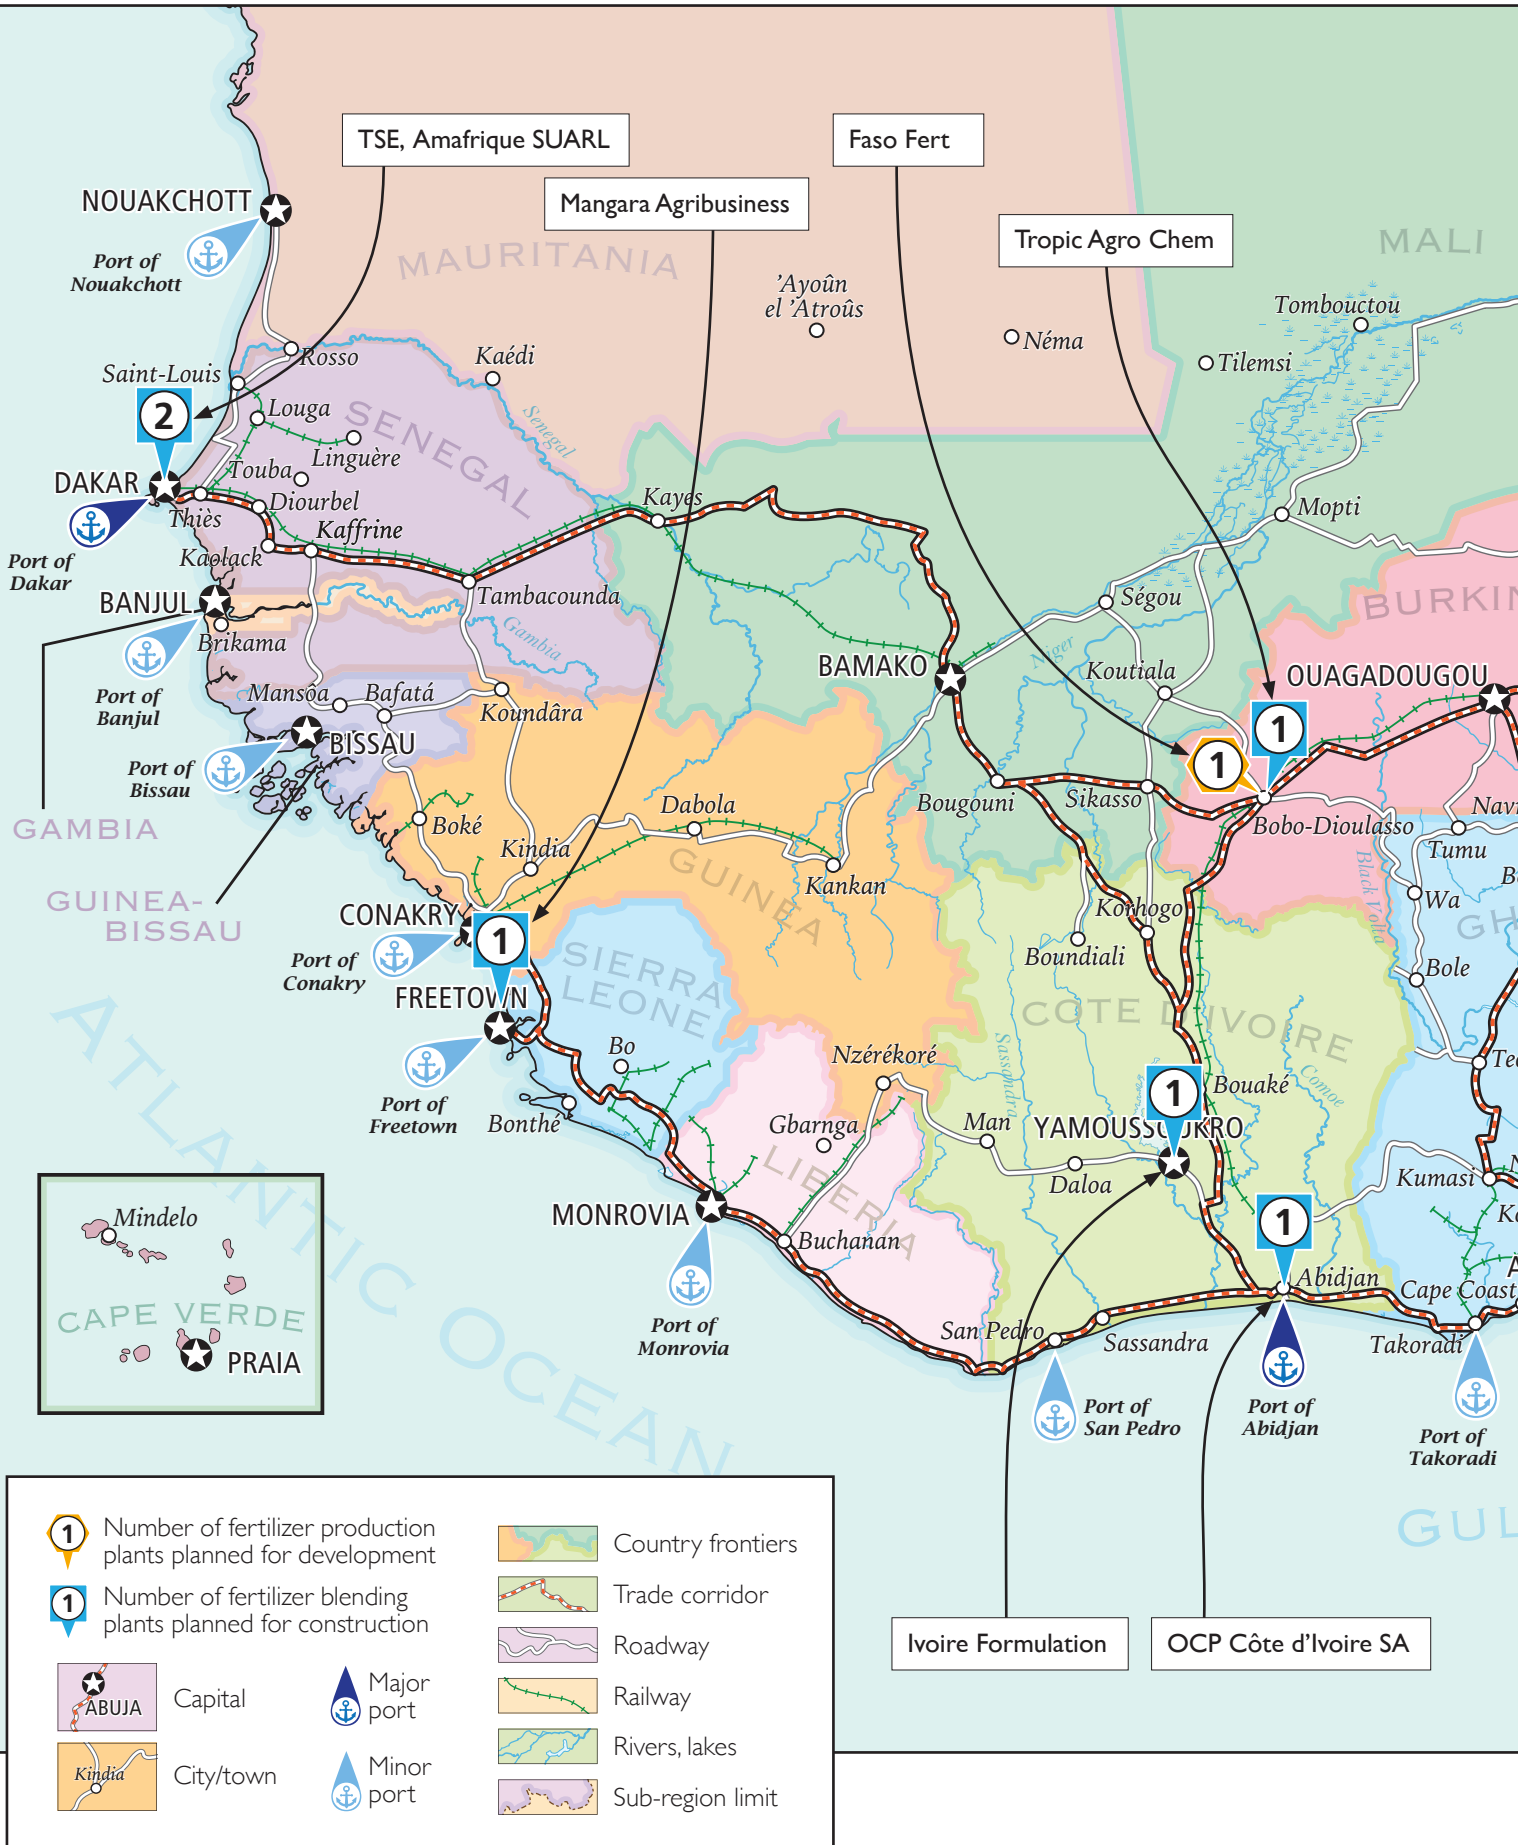 TSE, Amafrique SUARL
Faso Fert
Mangara Agribusiness
Tropic Agro Chem
NOUAKCHOTT
Port of
Nouakchott
MAURITANIA
MALI
'Ayoûn
el 'Atroûs
Néma
Tombouctou
Tilemsi
Rosso
Kaédi
Saint-Louis
2
Louga
SENEGAL
Senegal
Linguère
Touba
DAKAR
Diourbel
Thiès
Kaffrine
Kayes
Mopti
Port of
Dakar
Kaolack
Tambacounda
BANJUL
Brikama
Gambia
Ségou
BURKIN
Niger
BAMAKO
Koutiala
OUAGADOUGOU
Port of
Banjul
Mansôa
Bafatá
Koundâra
BISSAU
Port of
Bissau
1
1
GAMBIA
Boké
Dabola
Bougouni
Sikasso
Bobo-Dioulasso
Navr
Tumu
Kindia
GUINEA
Kankan
Black Volta
GUINEA-
BISSAU
Wa
B
CONAKRY
Korhogo
GH
Port of
Conakry
1
SIERRA
LEONE
Boundiali
Bole
FREETOWN
COTE D'IVOIRE
ATLANTIC OCEAN
Bo
Nzérékoré
Sassandra
Comoe
Tec
Port of
Freetown
Bonthé
1
Bouaké
Gbarnga
Man
YAMOUSSOUKRO
LIBERIA
Daloa
Kumasi
MONROVIA
Buchanan
1
Ko
Mindelo
CAPE VERDE
PRAIA
Abidjan
Cape Coast
Port of
Monrovia
San Pedro
Sassandra
Takoradi
Port of
San Pedro
Port of
Abidjan
Port of
Takoradi
GUL
1
Number of fertilizer production
plants planned for development
1
Number of fertilizer blending
plants planned for construction
ABUJA
Capital
Kindia
City/town
Major
port
Minor
port
Country frontiers
Trade corridor
Roadway
Railway
Rivers, lakes
Sub-region limit
Ivoire Formulation
OCP Côte d'Ivoire SA